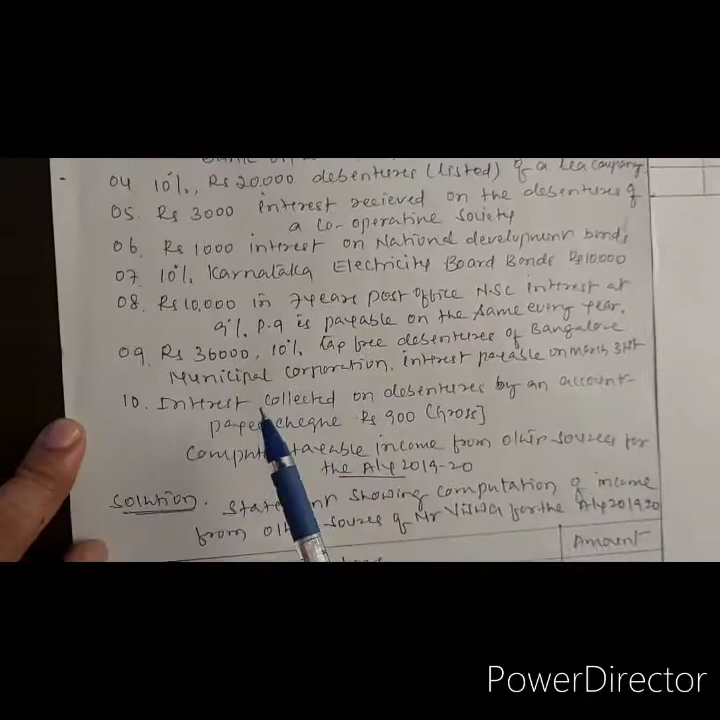 04 10%, Rs 20,000 debentures (listed) of a tea company
05. Rs 3000 interest recieved on the debentures of
a co-operative society
06. Rs 1000 interest on National development bonds
07. 10% Karnataka Electricity Board Bonds Rs 10000
08. Rs 10,000 in 7 years post office NSC interest at
9% p.a is payable on the same every year.
09. Rs 36000, 10% Tax free debentures of Bangalore
Municipal corporation. interest payable on march 31st
10. Interest collected on debentures by an account-
payee cheque Rs 900 [Gross]
taxable income from other sources for
the A/y 2019-20
Solution. showing computation of income
from sources of Mr Viswa for the A/y 2019 20
Amount
PowerDirector